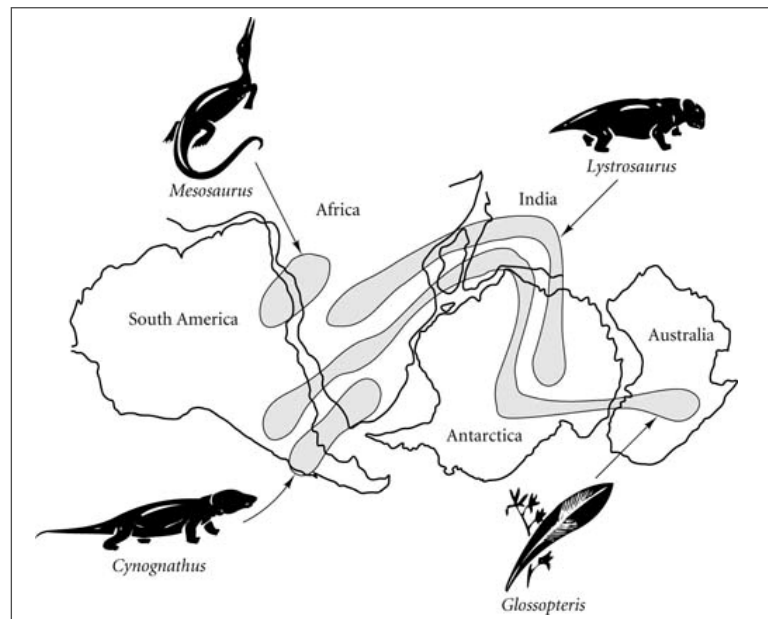 Mesosaurus
Lystrosaurus
Africa
India
South America
Australia
Antarctica
Cynognathus
Glossopteris